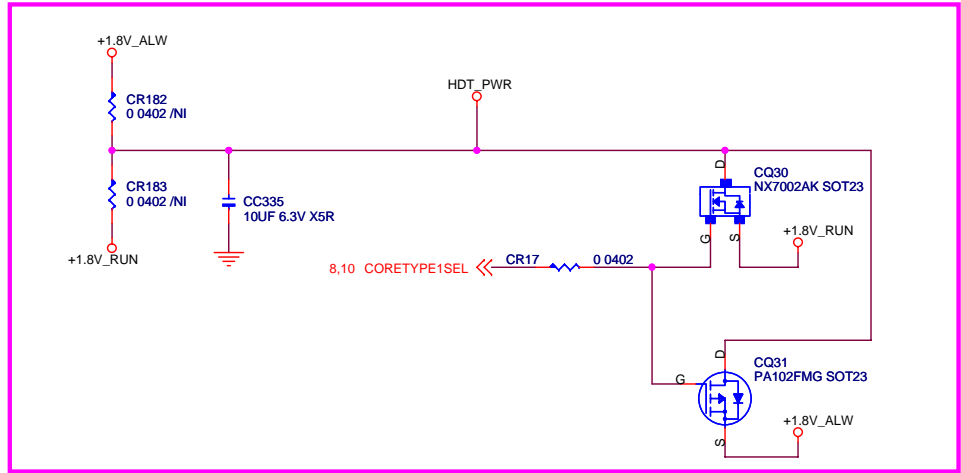 +1.8V_ALW
CR182
0 0402 /NI
HDT_PWR
CR183
0 0402 /NI
+1.8V_RUN
CC335
10UF 6.3V X5R
D
CQ30
NX7002AK SOT23
G
S
+1.8V_RUN
8,10 CORETYPE1SEL
CR17
0 0402
D
CQ31
PA102FMG SOT23
G
S
+1.8V_ALW